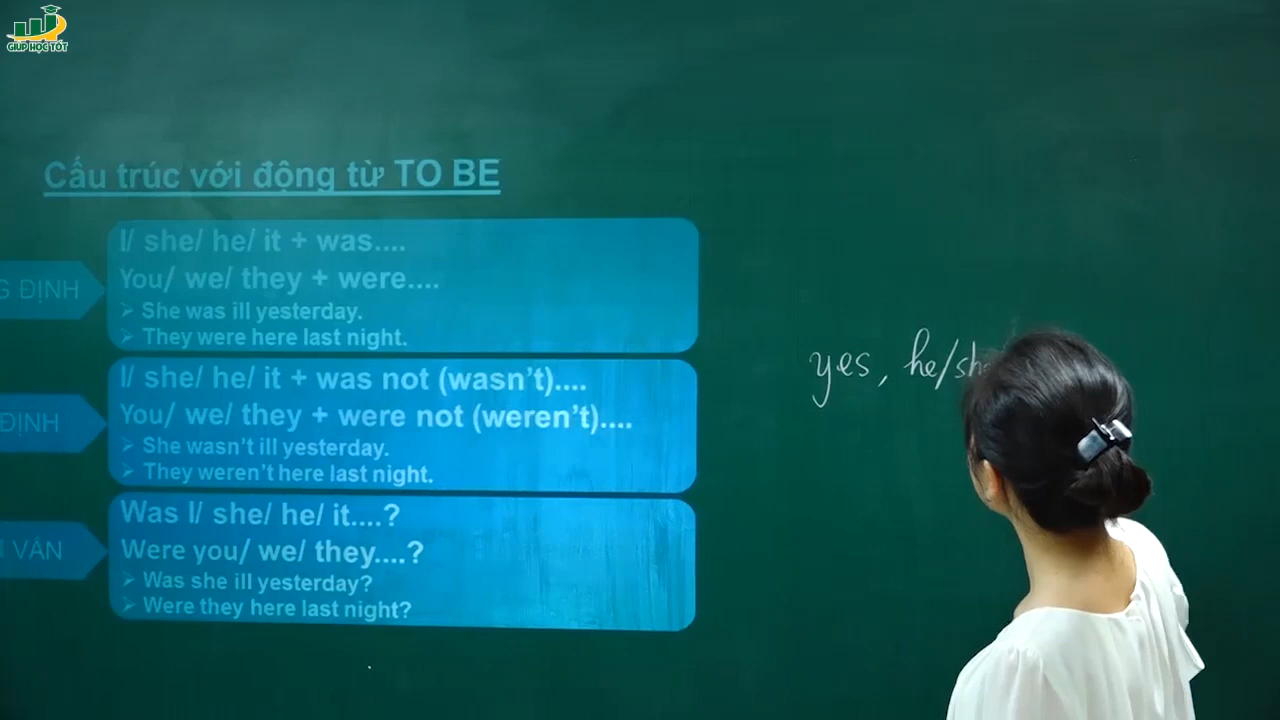 GIÚP HỌC TỐT
Cấu trúc với động từ TO BE
G ĐỊNH
I/ she/ he/ it + was....
You/ we/ they + were....
She was ill yesterday.
They were here last night.
ĐỊNH
I/ she/ he/ it + was not (wasn't)....
You/ we/ they + were not (weren't)....
She wasn't ill yesterday.
They weren't here last night.
VẤN
Was I/ she/ he/ it....?
Were you/ we/ they....?
Was she ill yesterday?
Were they here last night?
yes, he/she